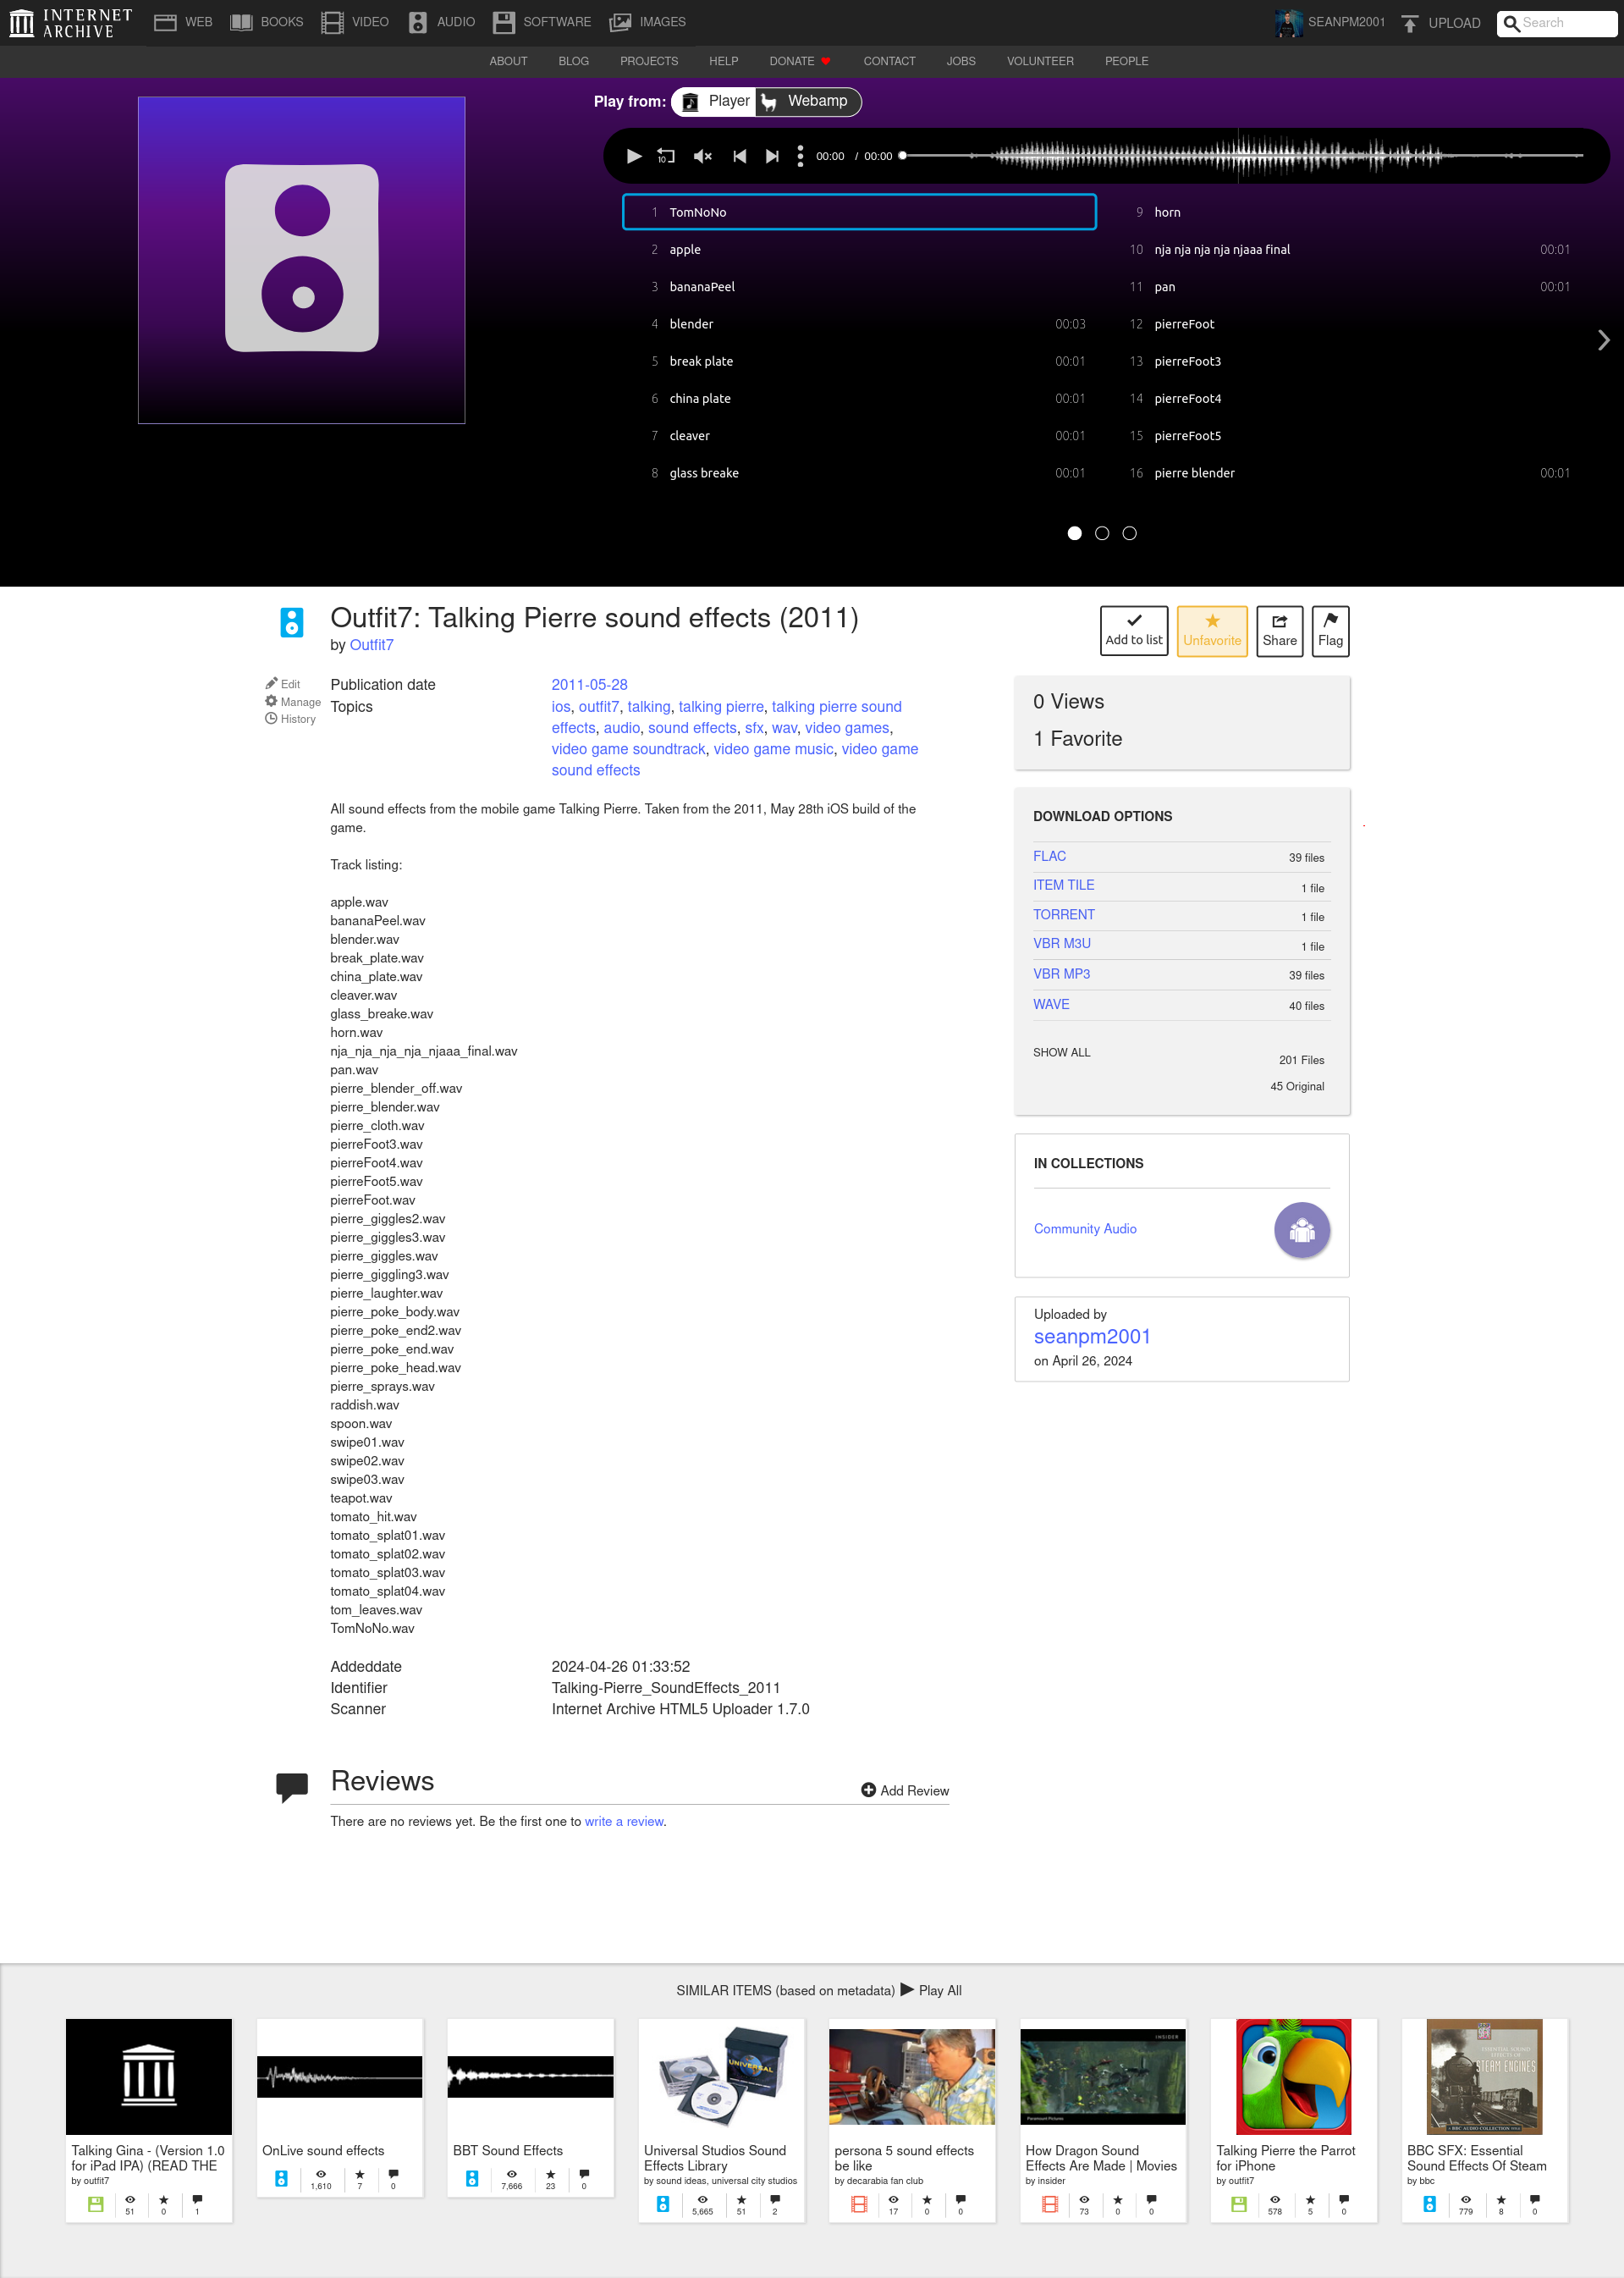 INTERNET ARCHIVE
WEB BOOKS VIDEO AUDIO SOFTWARE IMAGES SEANPM2001 UPLOAD Search
ABOUT BLOG PROJECTS HELP DONATE CONTACT JOBS VOLUNTEER PEOPLE
Play from: Player Webamp
10 00:00 / 00:00
1 TomNoNo
2 apple
3 bananaPeel
4 blender 00:03
5 break plate 00:01
6 china plate 00:01
7 cleaver 00:01
8 glass breake 00:01
9 horn
10 nja nja nja nja njaaa final 00:01
11 pan 00:01
12 pierreFoot
13 pierreFoot3
14 pierreFoot4
15 pierreFoot5
16 pierre blender 00:01
Outfit7: Talking Pierre sound effects (2011)
by Outfit7
Add to list Unfavorite Share Flag
Edit
Manage
History
Publication date 2011-05-28
Topics ios, outfit7, talking, talking pierre, talking pierre sound
effects, audio, sound effects, sfx, wav, video games,
video game soundtrack, video game music, video game
sound effects
All sound effects from the mobile game Talking Pierre. Taken from the 2011, May 28th iOS build of the
game.
Track listing:
apple.wav
bananaPeel.wav
blender.wav
break_plate.wav
china_plate.wav
cleaver.wav
glass_breake.wav
horn.wav
nja_nja_nja_nja_njaaa_final.wav
pan.wav
pierre_blender_off.wav
pierre_blender.wav
pierre_cloth.wav
pierreFoot3.wav
pierreFoot4.wav
pierreFoot5.wav
pierreFoot.wav
pierre_giggles2.wav
pierre_giggles3.wav
pierre_giggles.wav
pierre_giggling3.wav
pierre_laughter.wav
pierre_poke_body.wav
pierre_poke_end2.wav
pierre_poke_end.wav
pierre_poke_head.wav
pierre_sprays.wav
raddish.wav
spoon.wav
swipe01.wav
swipe02.wav
swipe03.wav
teapot.wav
tomato_hit.wav
tomato_splat01.wav
tomato_splat02.wav
tomato_splat03.wav
tomato_splat04.wav
tom_leaves.wav
TomNoNo.wav
Addeddate 2024-04-26 01:33:52
Identifier Talking-Pierre_SoundEffects_2011
Scanner Internet Archive HTML5 Uploader 1.7.0
0 Views
1 Favorite
DOWNLOAD OPTIONS
FLAC 39 files
ITEM TILE 1 file
TORRENT 1 file
VBR M3U 1 file
VBR MP3 39 files
WAVE 40 files
SHOW ALL 201 Files
45 Original
IN COLLECTIONS
Community Audio
Uploaded by
seanpm2001
on April 26, 2024
Reviews Add Review
There are no reviews yet. Be the first one to write a review.
SIMILAR ITEMS (based on metadata) Play All
Talking Gina - (Version 1.0
for iPad IPA) (READ THE
by outfit7
51 0 1
OnLive sound effects
1,610 7 0
BBT Sound Effects
7,666 23 0
UNIVERSAL
Universal Studios Sound
Effects Library
by sound ideas, universal city studios
5,665 51 2
persona 5 sound effects
be like
by decarabia fan club
17 0 0
INSIDER
Paramount Pictures
How Dragon Sound
Effects Are Made | Movies
by insider
73 0 0
Talking Pierre the Parrot
for iPhone
by outfit7
578 5 0
ESSENTIAL SOUND
EFFECTS OF
STEAM ENGINES
A BBC AUDIO COLLECTION
BBC SFX: Essential
Sound Effects Of Steam
by bbc
779 8 0